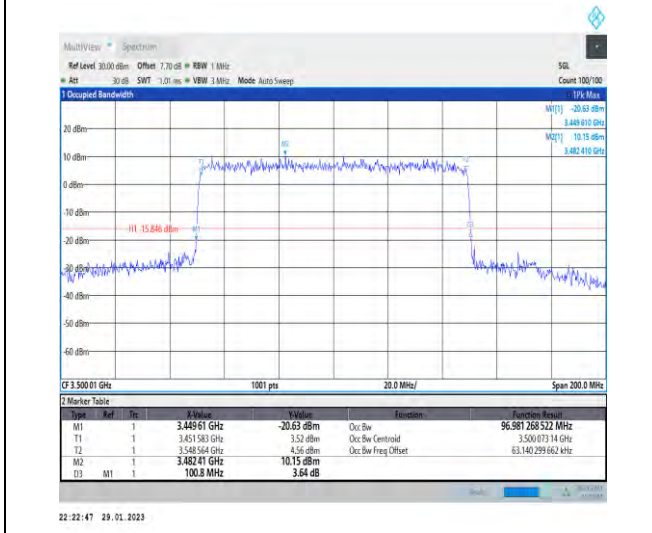 MultiView Spectrum
Ref Level 30.00 dBm Offset 7.70 dB RBW 1 MHz SGL
Att 30 dB SWT 1.01 ms VBW 3 MHz Mode Auto Sweep Count 100/100
1 Occupied Bandwidth 1Pk Max
M1[1] -20.63 dBm
3.449 610 GHz
20 dBm
M2[1] 10.15 dBm
3.482 410 GHz
M2
10 dBm
T1 T2
0 dBm
-10 dBm
H1 -15.846 dBm M1 D3
-20 dBm
-30 dBm
-40 dBm
-50 dBm
-60 dBm
CF 3.500 01 GHz 1001 pts 20.0 MHz/ Span 200.0 MHz
2 Marker Table
Type Ref Trc X-Value Y-Value Function Function Result
M1 1 3.449 61 GHz -20.63 dBm Occ Bw 96.981 268 522 MHz
T1 1 3.451 583 GHz 3.52 dBm Occ Bw Centroid 3.500 073 14 GHz
T2 1 3.548 564 GHz 4.56 dBm Occ Bw Freq Offset 63.140 299 662 kHz
M2 1 3.482 41 GHz 10.15 dBm
D3 M1 1 100.8 MHz 3.64 dB
22:22:47 29.01.2023